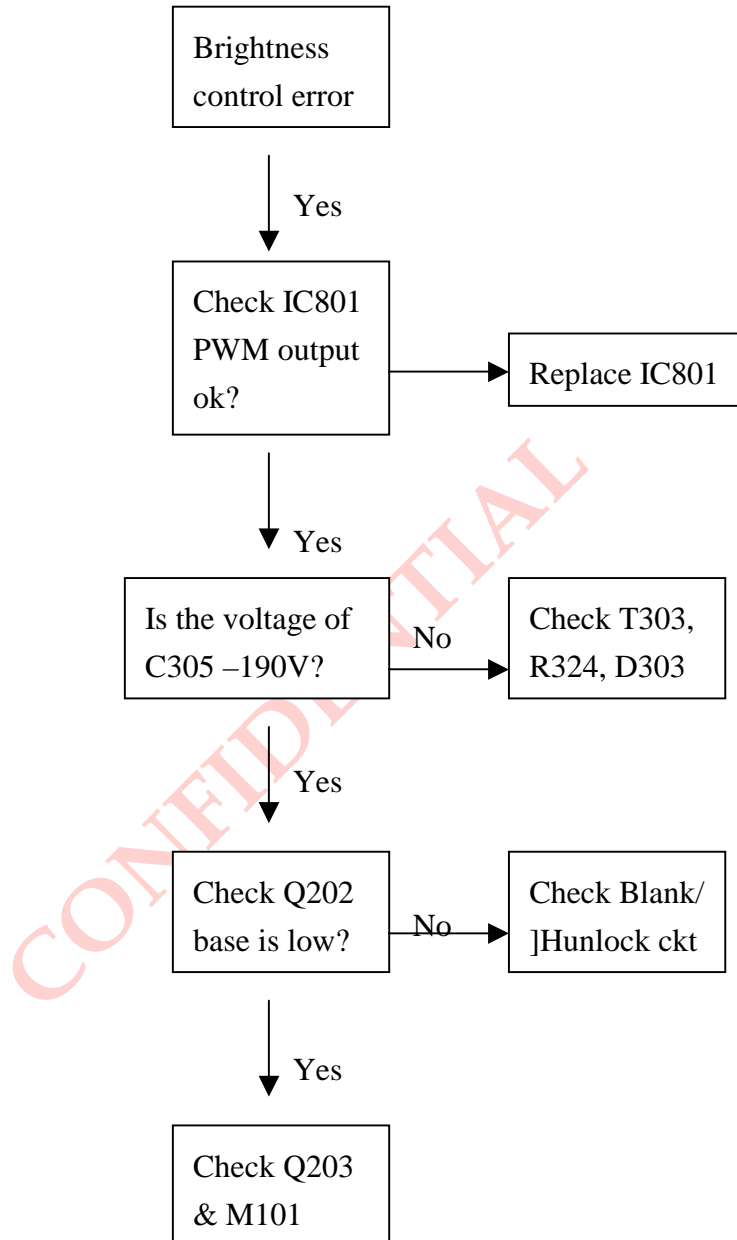 Brightness
control error
Yes
Check IC801
PWM output
ok?
Replace IC801
Yes
Is the voltage of
C305 –190V?
No
Check T303,
R324, D303
Yes
Check Q202
base is low?
No
Check Blank/
]Hunlock ckt
Yes
Check Q203
& M101
CONFIDENTIAL